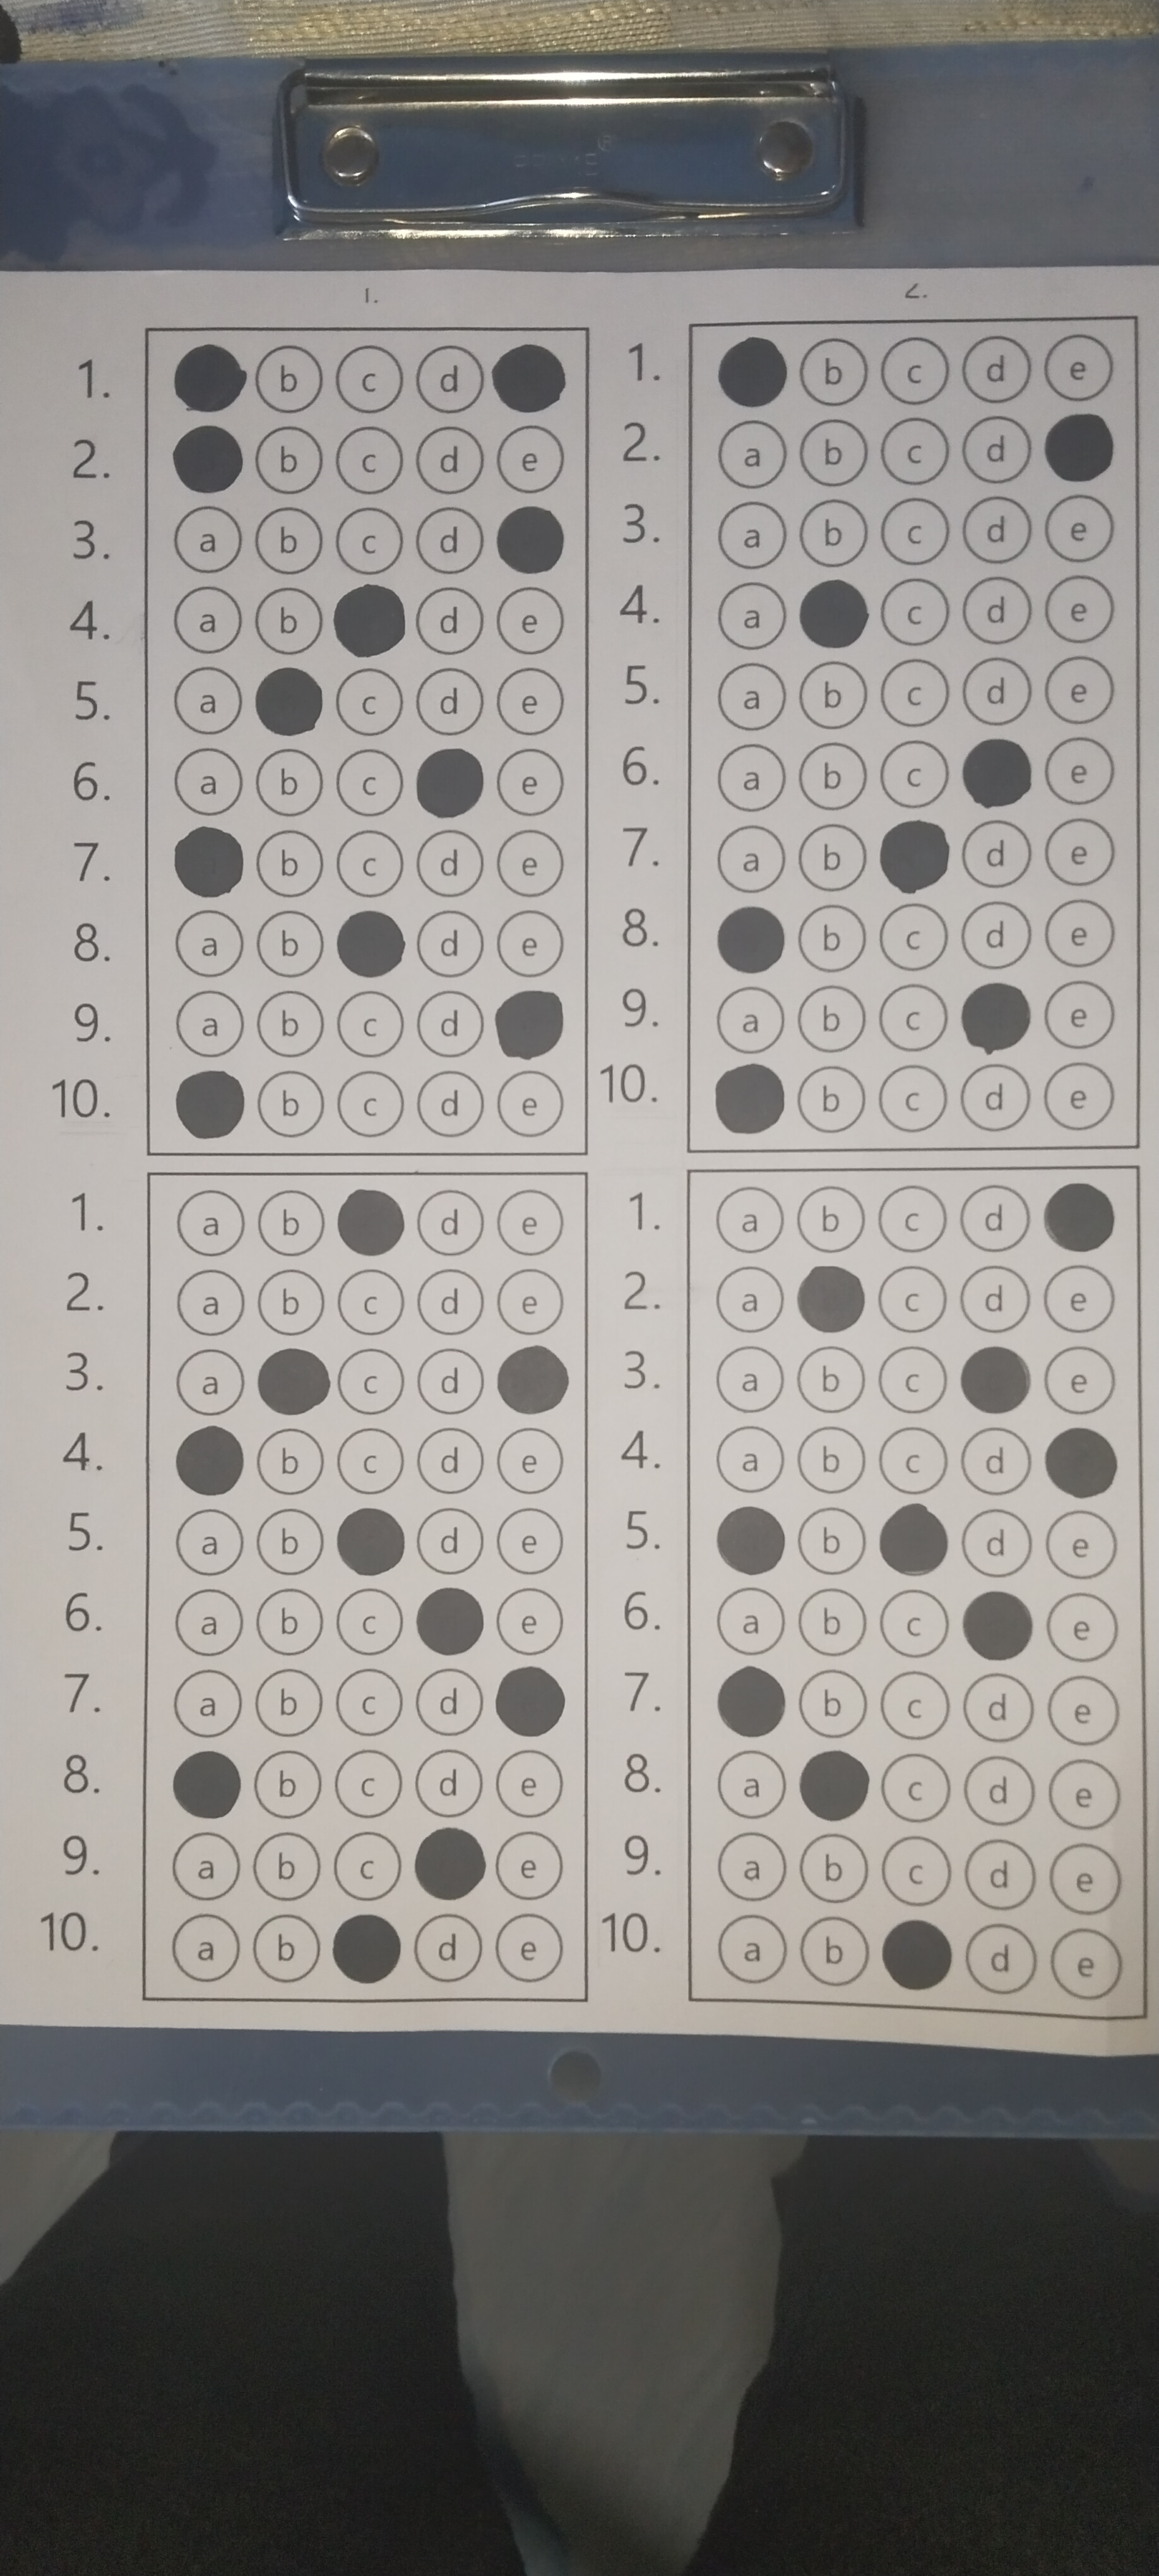 1.
1. b c d
2. b c d e
3. a b c d
4. a b d e
5. a c d e
6. a b c e
7. b c d e
8. a b d e
9. a b c d
10. b c d e
2.
1. b c d e
2. a b c d
3. a b c d e
4. a c d e
5. a b c d e
6. a b c e
7. a b d e
8. b c d e
9. a b c e
10. b c d e
1. a b d e
2. a b c d e
3. a c d
4. b c d e
5. a b d e
6. a b c e
7. a b c d
8. b c d e
9. a b c e
10. a b d e
1. a b c d
2. a c d e
3. a b c e
4. a b c d
5. b d e
6. a b c e
7. b c d e
8. a c d e
9. a b c d e
10. a b d e